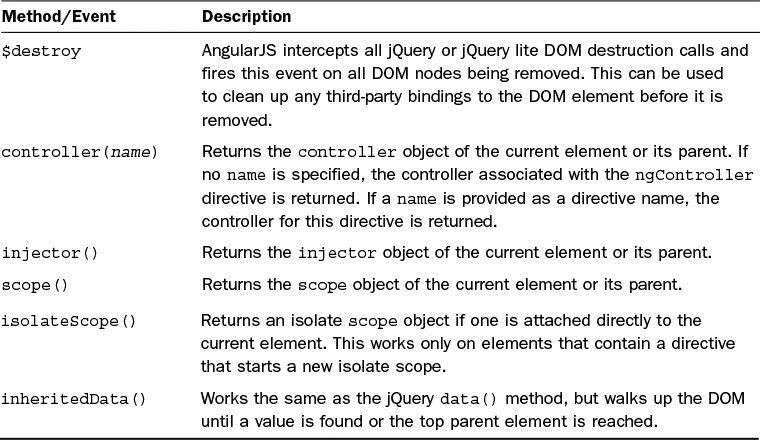 Method/Event Description
$destroy AngularJS intercepts all jQuery or jQuery lite DOM destruction calls and
fires this event on all DOM nodes being removed. This can be used
to clean up any third-party bindings to the DOM element before it is
removed.
controller(name) Returns the controller object of the current element or its parent. If
no name is specified, the controller associated with the ngController
directive is returned. If a name is provided as a directive name, the
controller for this directive is returned.
injector() Returns the injector object of the current element or its parent.
scope() Returns the scope object of the current element or its parent.
isolateScope() Returns an isolate scope object if one is attached directly to the
current element. This works only on elements that contain a directive
that starts a new isolate scope.
inheritedData() Works the same as the jQuery data() method, but walks up the DOM
until a value is found or the top parent element is reached.